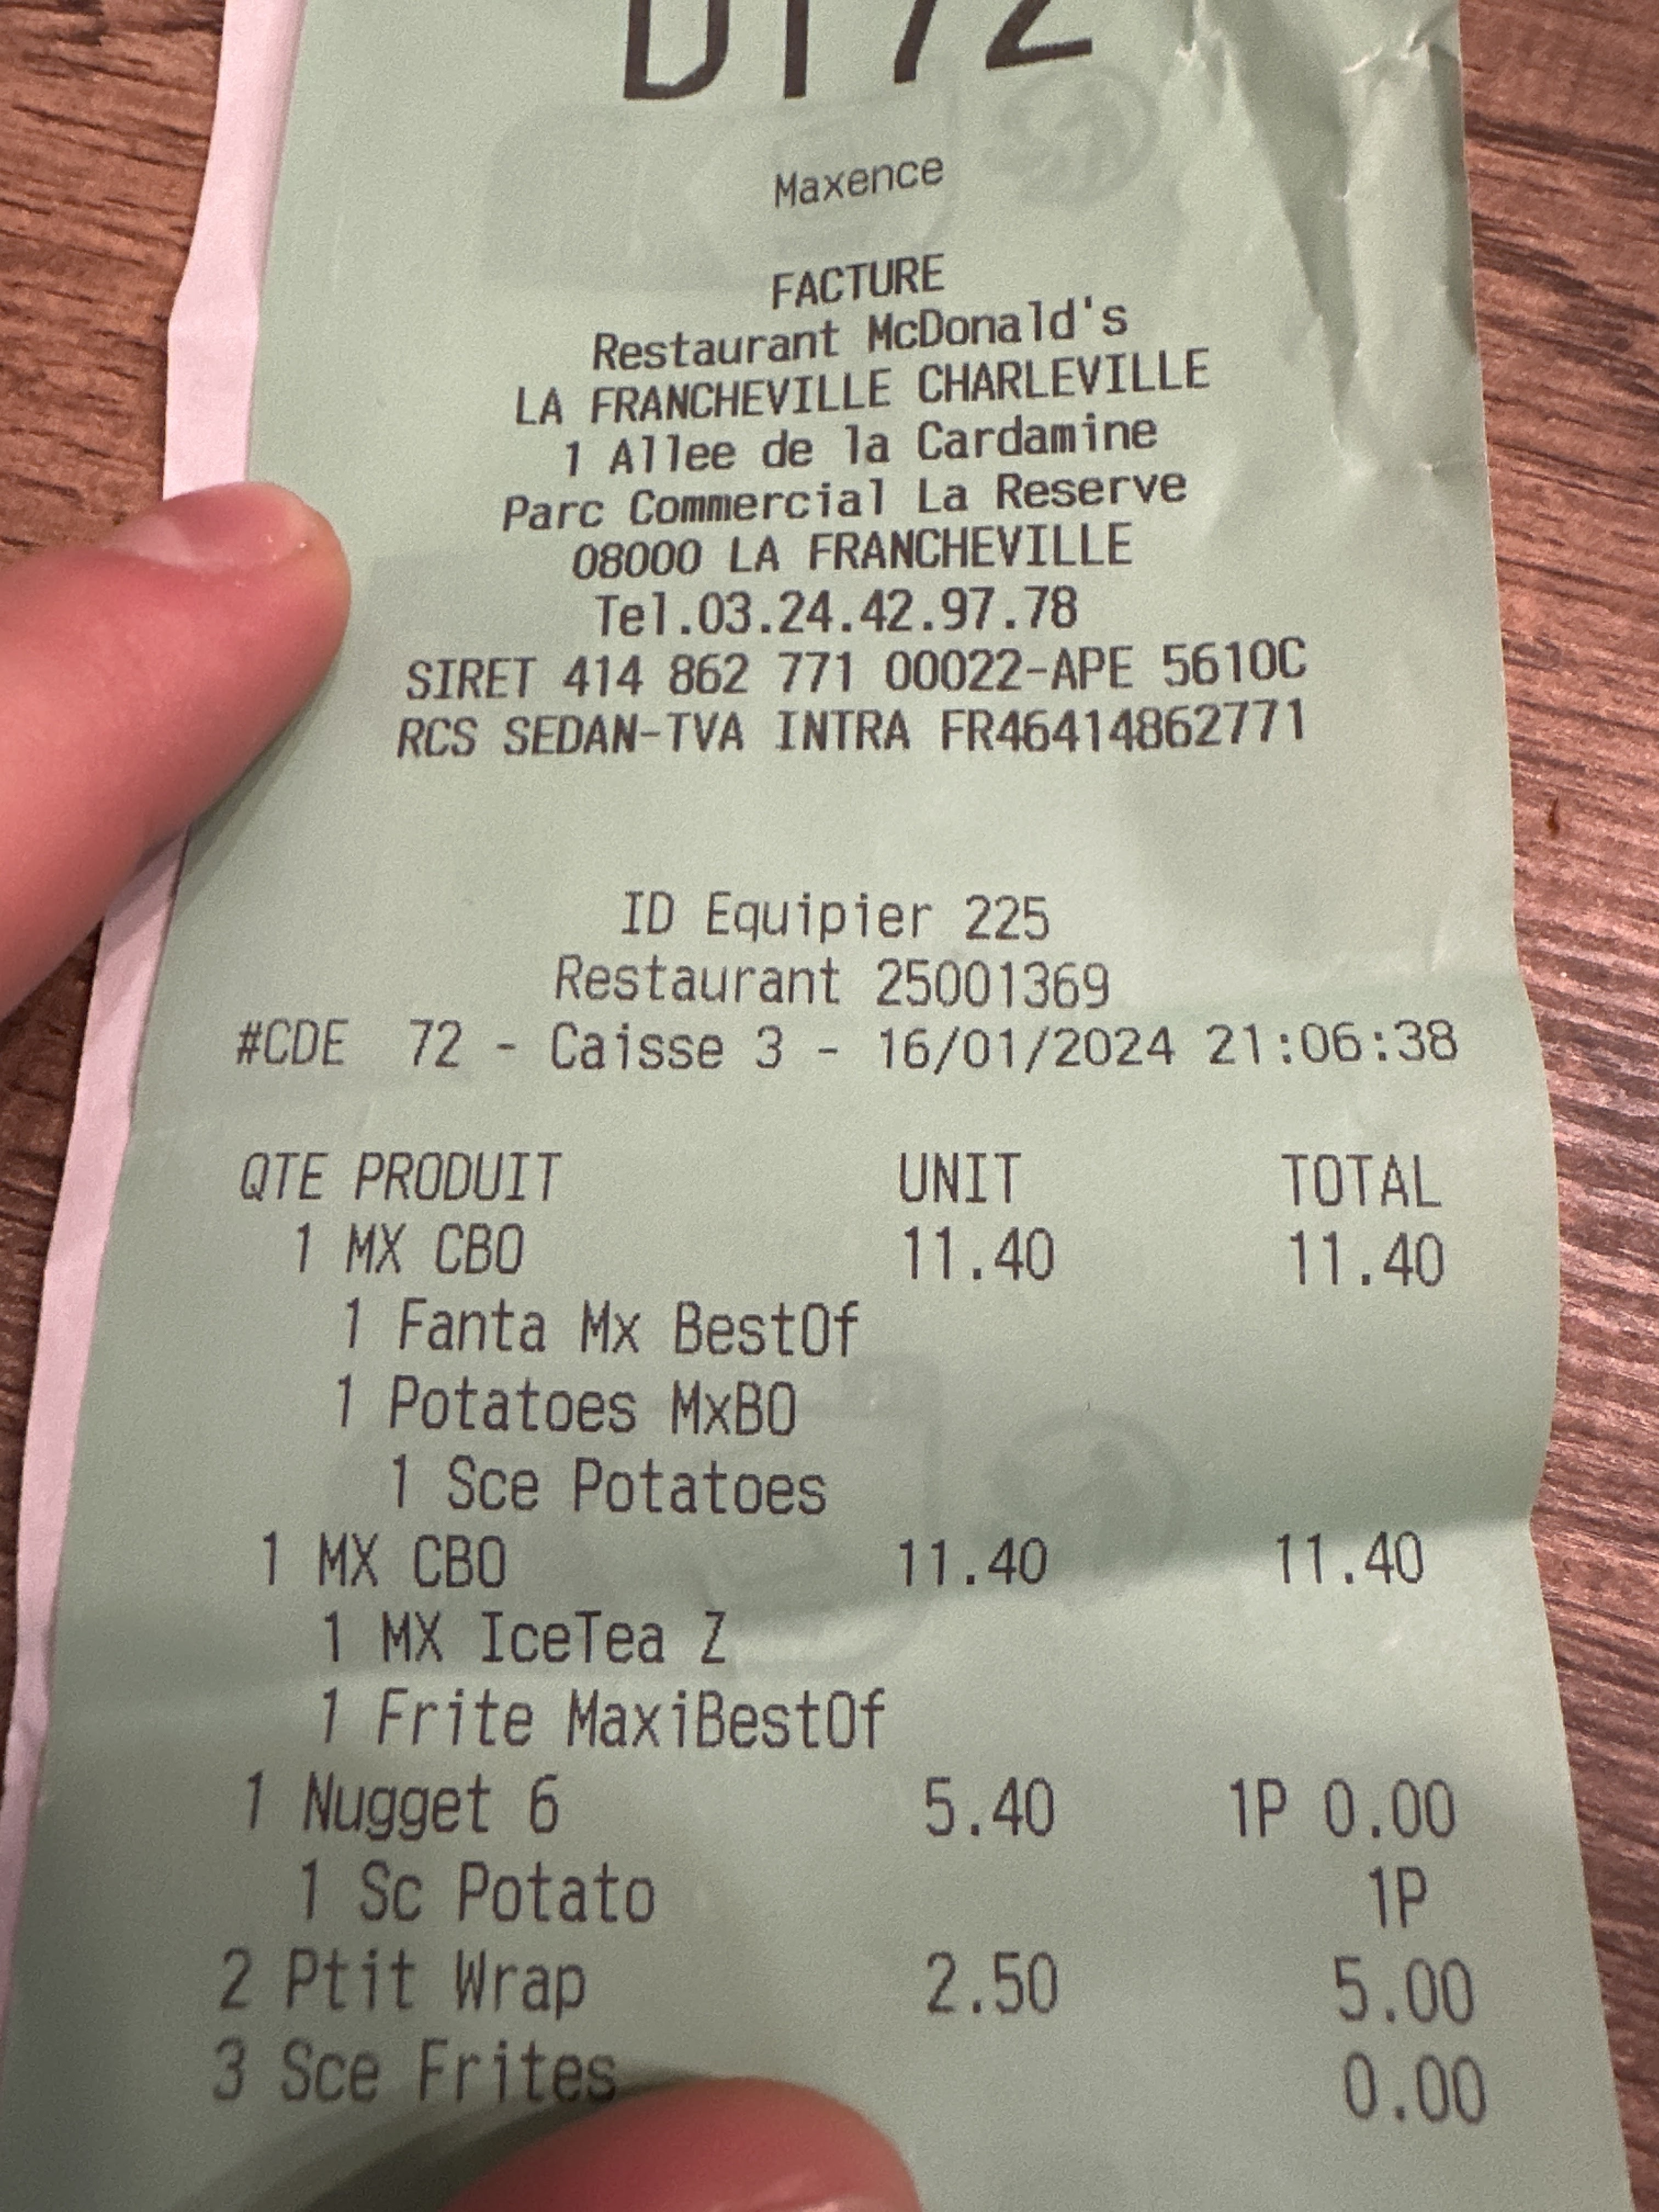 DT72
Maxence
FACTURE
Restaurant McDonald's
LA FRANCHEVILLE CHARLEVILLE
1 Allee de la Cardamine
Parc Commercial La Reserve
08000 LA FRANCHEVILLE
Tel.03.24.42.97.78
SIRET 414 862 771 00022-APE 5610C
RCS SEDAN-TVA INTRA FR46414862771
ID Equipier 225
Restaurant 25001369
#CDE 72 - Caisse 3 - 16/01/2024 21:06:38
QTE PRODUIT UNIT TOTAL
1 MX CBO 11.40 11.40
1 Fanta Mx BestOf
1 Potatoes MxBO
1 Sce Potatoes
1 MX CBO 11.40 11.40
1 MX IceTea Z
1 Frite MaxiBestOf
1 Nugget 6 5.40 1P 0.00
1 Sc Potato 1P
2 Ptit Wrap 2.50 5.00
3 Sce Frites 0.00